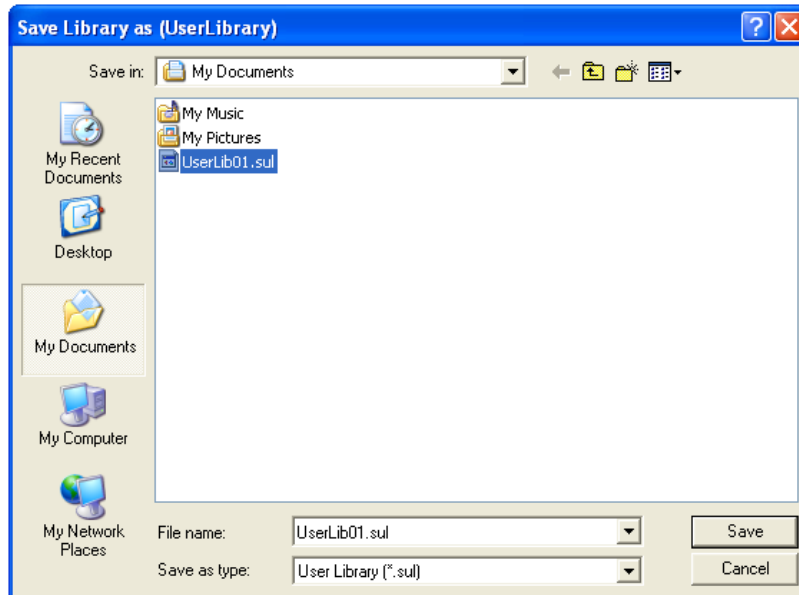 Save Library as (UserLibrary)
Save in:
My Documents
My Music
My Pictures
UserLib01.sul
My Recent
Documents
Desktop
My Documents
My Computer
My Network
Places
File name:
UserLib01.sul
Save
Save as type:
User Library (*.sul)
Cancel